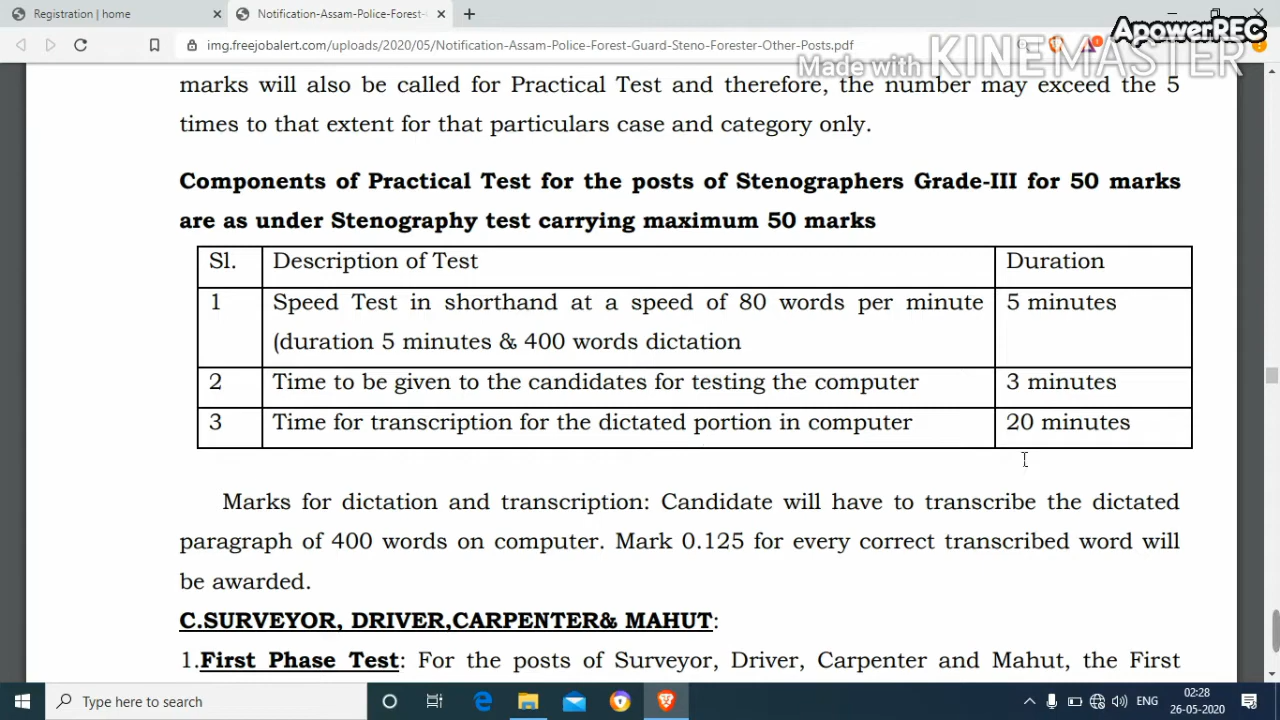 Registration | home
Notification-Assam-Police-Forest-
ApowerREC
img.freejobalert.com/uploads/2020/05/Notification-Assam-Police-Forest-Guard-Steno-Forester-Other-Posts.pdf
Made with KINEMASTER
marks will also be called for Practical Test and therefore, the number may exceed the 5
times to that extent for that particulars case and category only.
Components of Practical Test for the posts of Stenographers Grade-III for 50 marks
are as under Stenography test carrying maximum 50 marks
Sl. Description of Test Duration
1 Speed Test in shorthand at a speed of 80 words per minute 5 minutes
(duration 5 minutes & 400 words dictation
2 Time to be given to the candidates for testing the computer 3 minutes
3 Time for transcription for the dictated portion in computer 20 minutes
Marks for dictation and transcription: Candidate will have to transcribe the dictated
paragraph of 400 words on computer. Mark 0.125 for every correct transcribed word will
be awarded.
C.SURVEYOR, DRIVER,CARPENTER& MAHUT:
1.First Phase Test: For the posts of Surveyor, Driver, Carpenter and Mahut, the First
Type here to search
ENG
02:28
26-05-2020